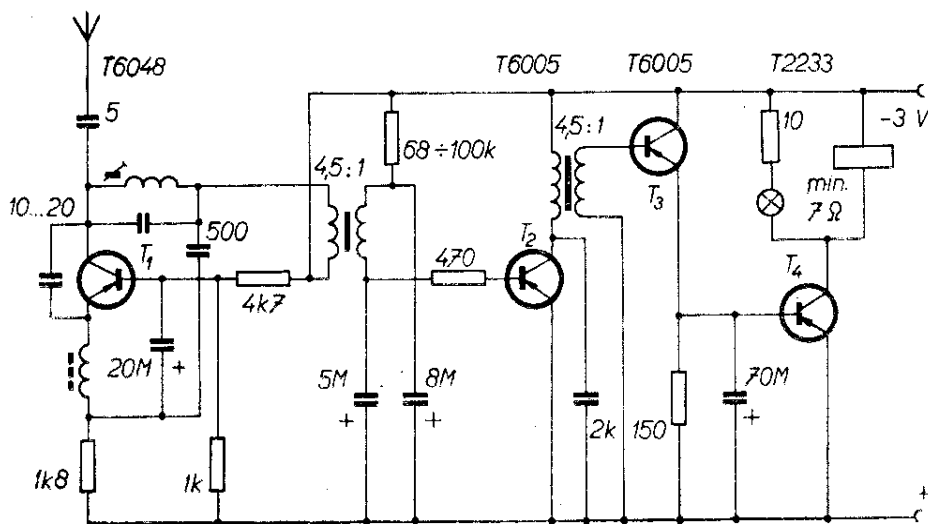 T6048
T6005
T6005
T2233
5
10
-3 V
68÷100k
4,5:1
4,5:1
min.
7 Ω
10...20
500
T1
T2
T3
T4
4k7
470
20M
+
5M
+
8M
+
2k
150
70M
+
1k8
1k
+